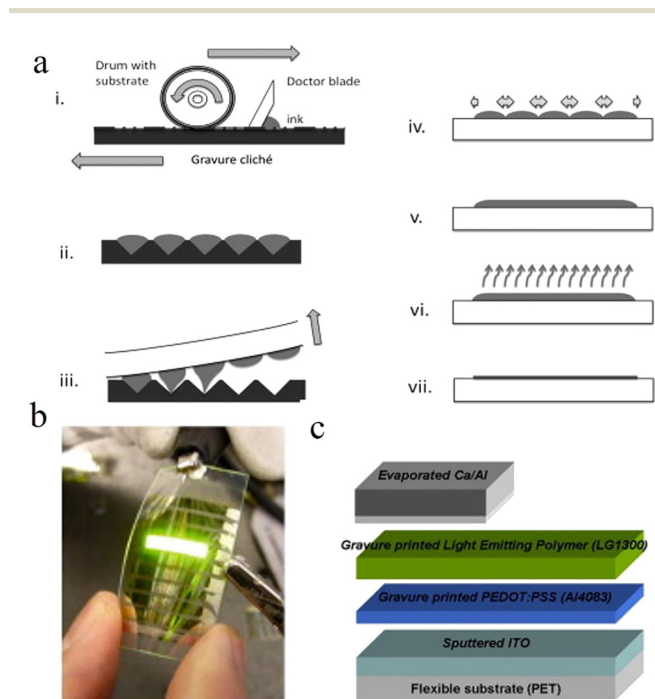 a
i.
Drum with
substrate
Doctor blade
ink
Gravure cliché
ii.
iii.
iv.
v.
vi.
vii.
b
c
Evaporated Ca/Al
Gravure printed Light Emitting Polymer (LG1300)
Gravure printed PEDOT:PSS (AI4083)
Sputtered ITO
Flexible substrate (PET)